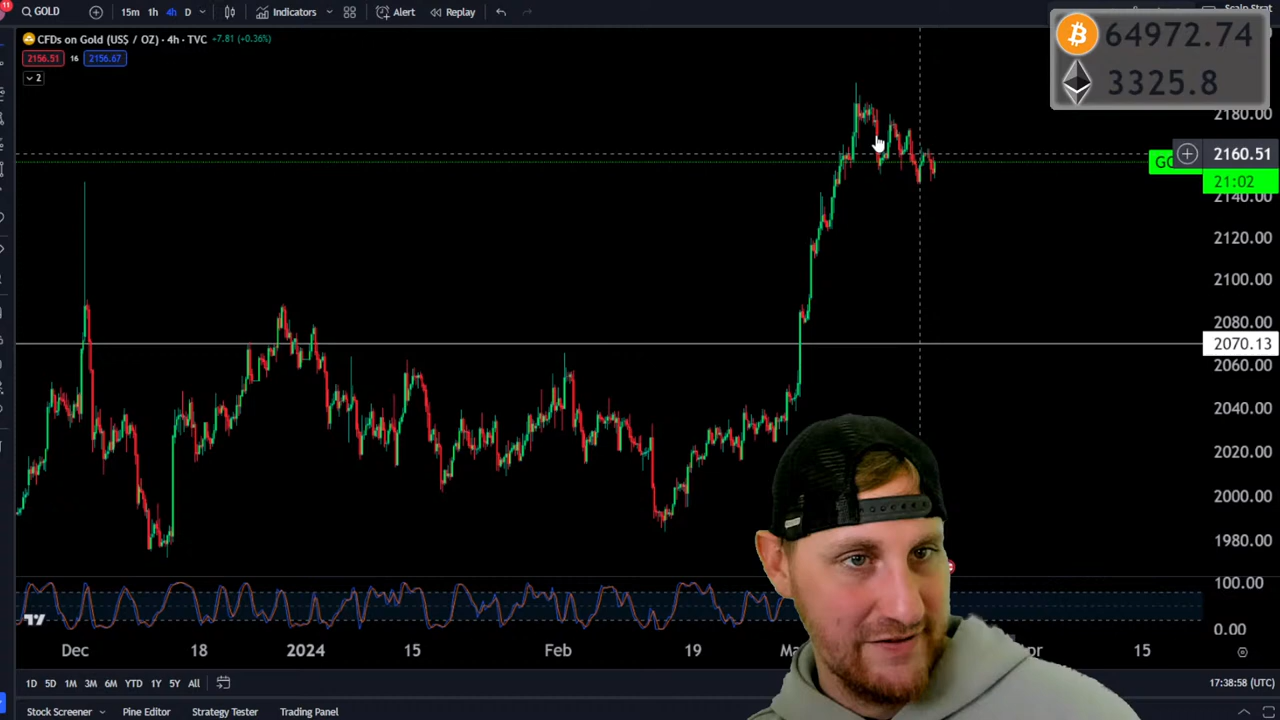 11
GOLD
15m 1h 4h D
Indicators
Alert
Replay
Scalp Strat
64972.74
3325.8
CFDs on Gold (US$ / OZ) · 4h · TVC +7.81 (+0.36%)
2156.51 16 2156.67
2
2180.00
2160.51
21:02
2140.00
2120.00
2100.00
2080.00
2070.13
2060.00
2040.00
2020.00
2000.00
1980.00
100.00
0.00
Dec 18 2024 15 Feb 19 15
1D 5D 1M 3M 6M YTD 1Y 5Y All
17:38:58 (UTC)
Stock Screener Pine Editor Strategy Tester Trading Panel